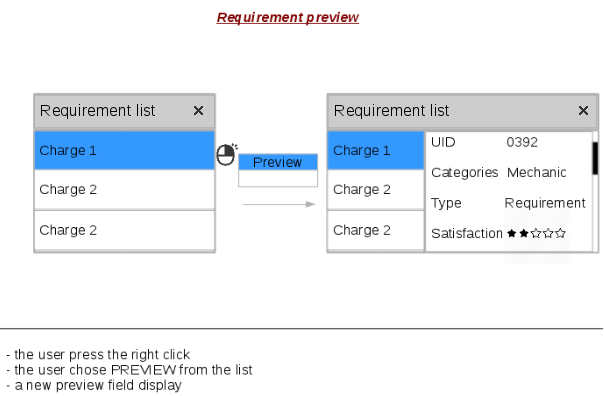 Requirement preview
Requirement list ×
Charge 1
Charge 2
Charge 2
Preview
Requirement list ×
Charge 1
Charge 2
Charge 2
UID 0392
Categories Mechanic
Type Requirement
Satisfaction ★★☆☆☆
- the user press the right click
- the user chose PREVIEW from the list
- a new preview field display